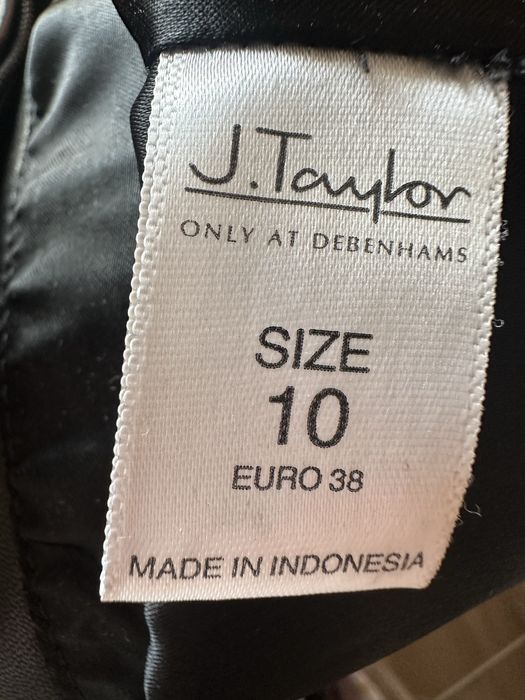 J.Taylor
ONLY AT DEBENHAMS
SIZE
10
EURO 38
MADE IN INDONESIA